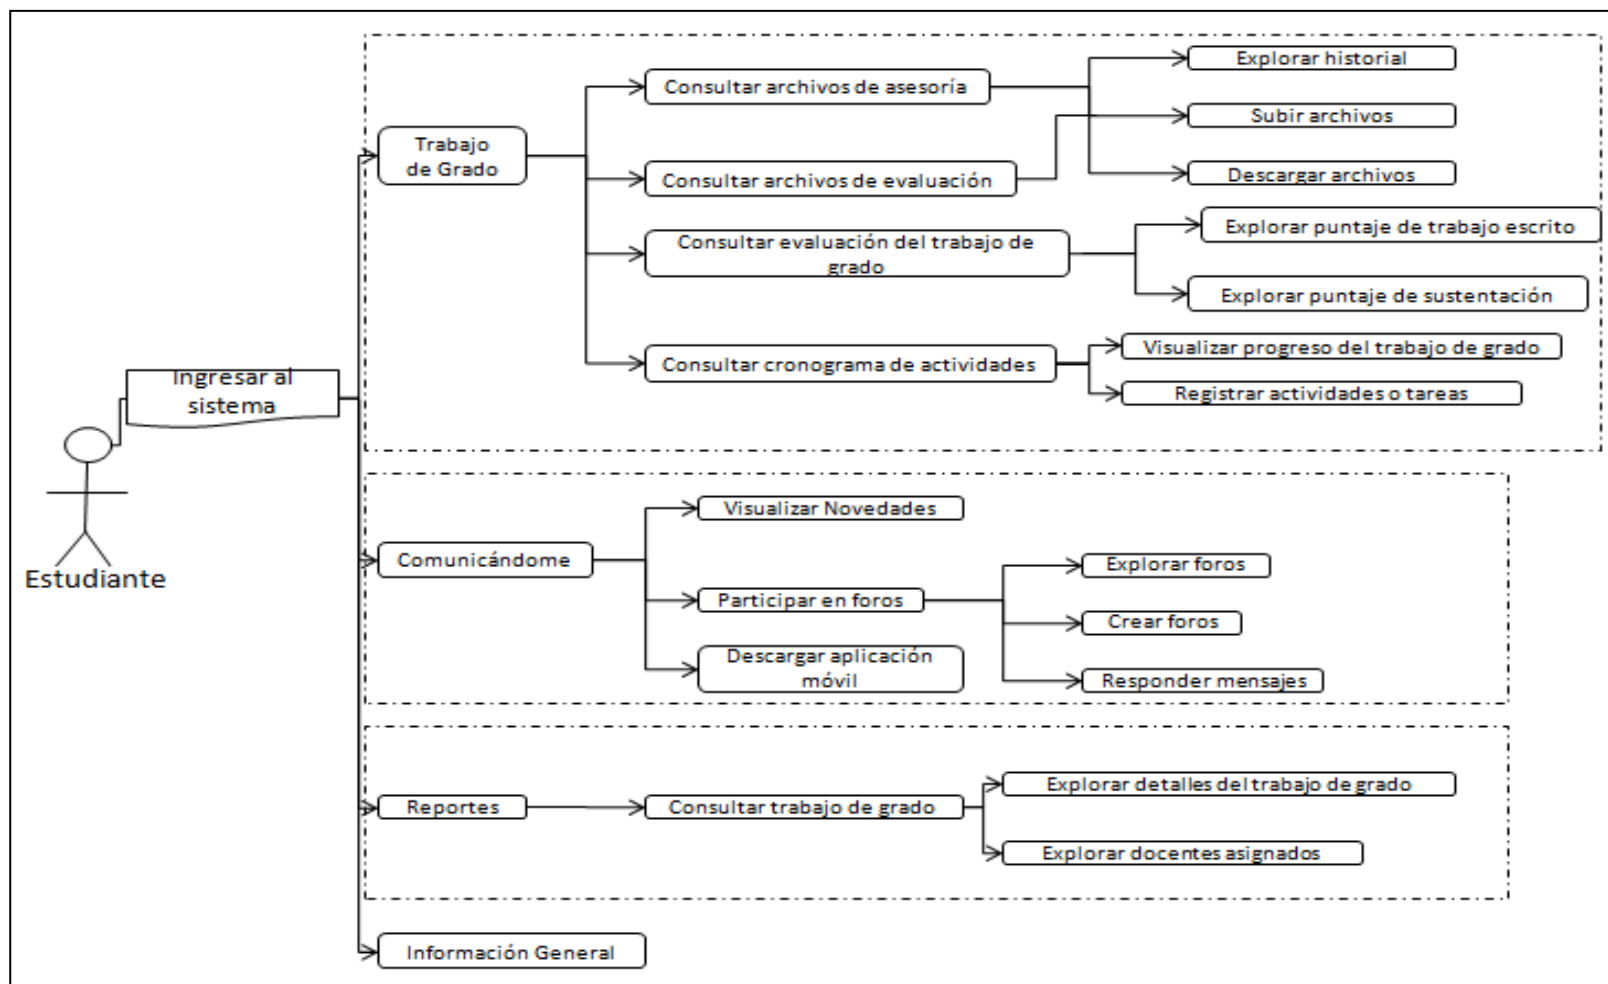 Explorar historial
Consultar archivos de asesoría
Subir archivos
Trabajo
de Grado
Consultar archivos de evaluación
Descargar archivos
Consultar evaluación del trabajo de
grado
Explorar puntaje de trabajo escrito
Explorar puntaje de sustentación
Consultar cronograma de actividades
Visualizar progreso del trabajo de grado
Registrar actividades o tareas
Ingresar al
sistema
Estudiante
Comunicándome
Visualizar Novedades
Participar en foros
Explorar foros
Crear foros
Responder mensajes
Descargar aplicación
móvil
Reportes
Consultar trabajo de grado
Explorar detalles del trabajo de grado
Explorar docentes asignados
Información General